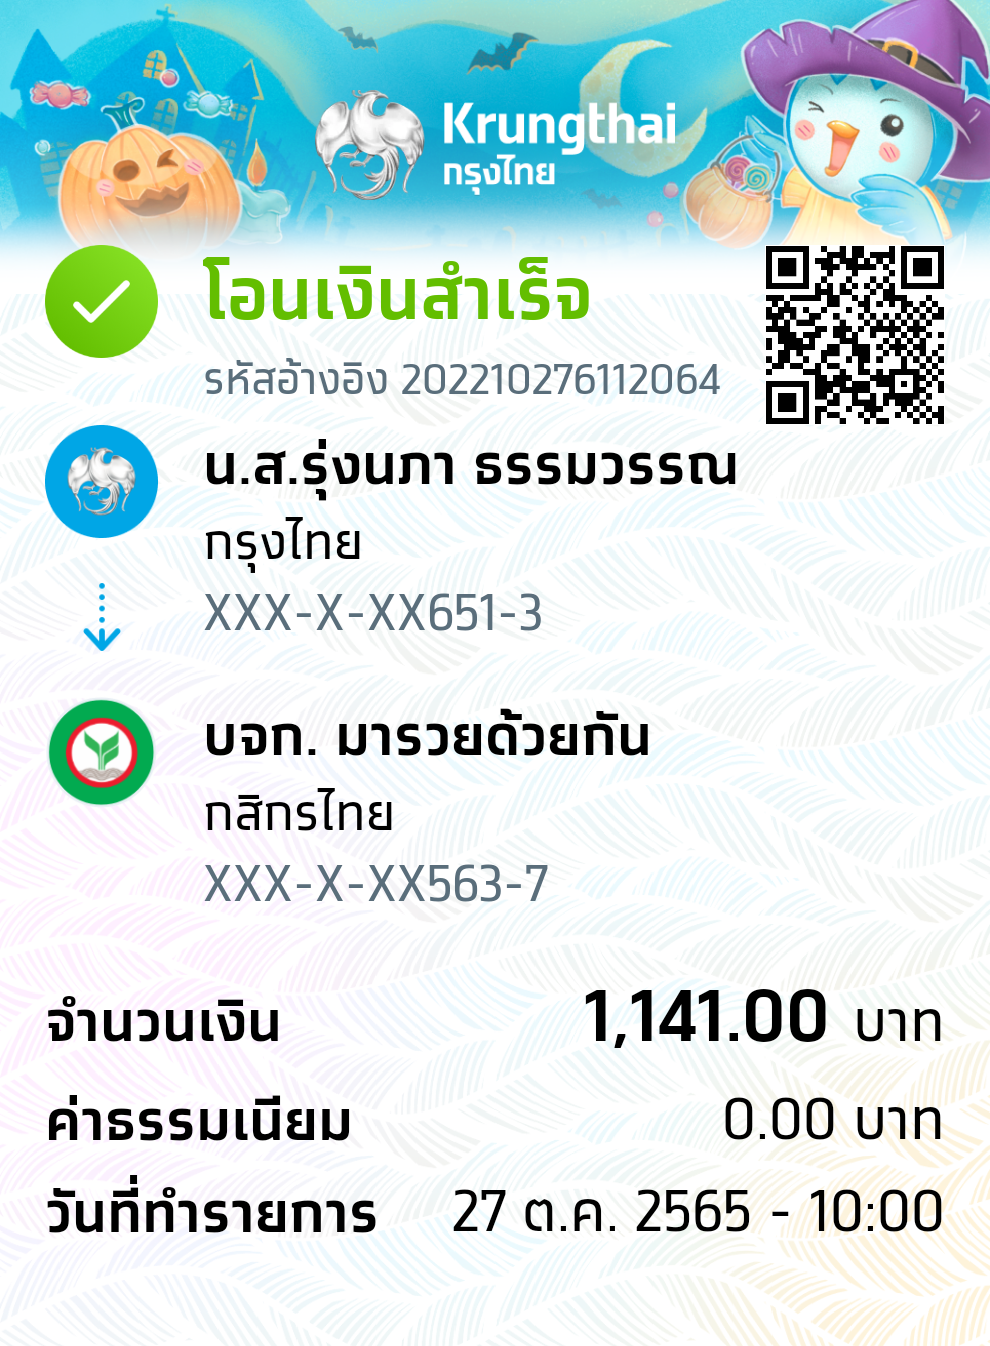 Krungthai
กรุงไทย
โอนเงินสำเร็จ
รหัสอ้างอิง 202210276112064
น.ส.รุ่งนภา ธรรมวรรณ
กรุงไทย
XXX-X-XX651-3
บจก. มารวยด้วยกัน
กสิกรไทย
XXX-X-XX563-7
จำนวนเงิน 1,141.00 บาท
ค่าธรรมเนียม 0.00 บาท
วันที่ทำรายการ 27 ต.ค. 2565 - 10:00